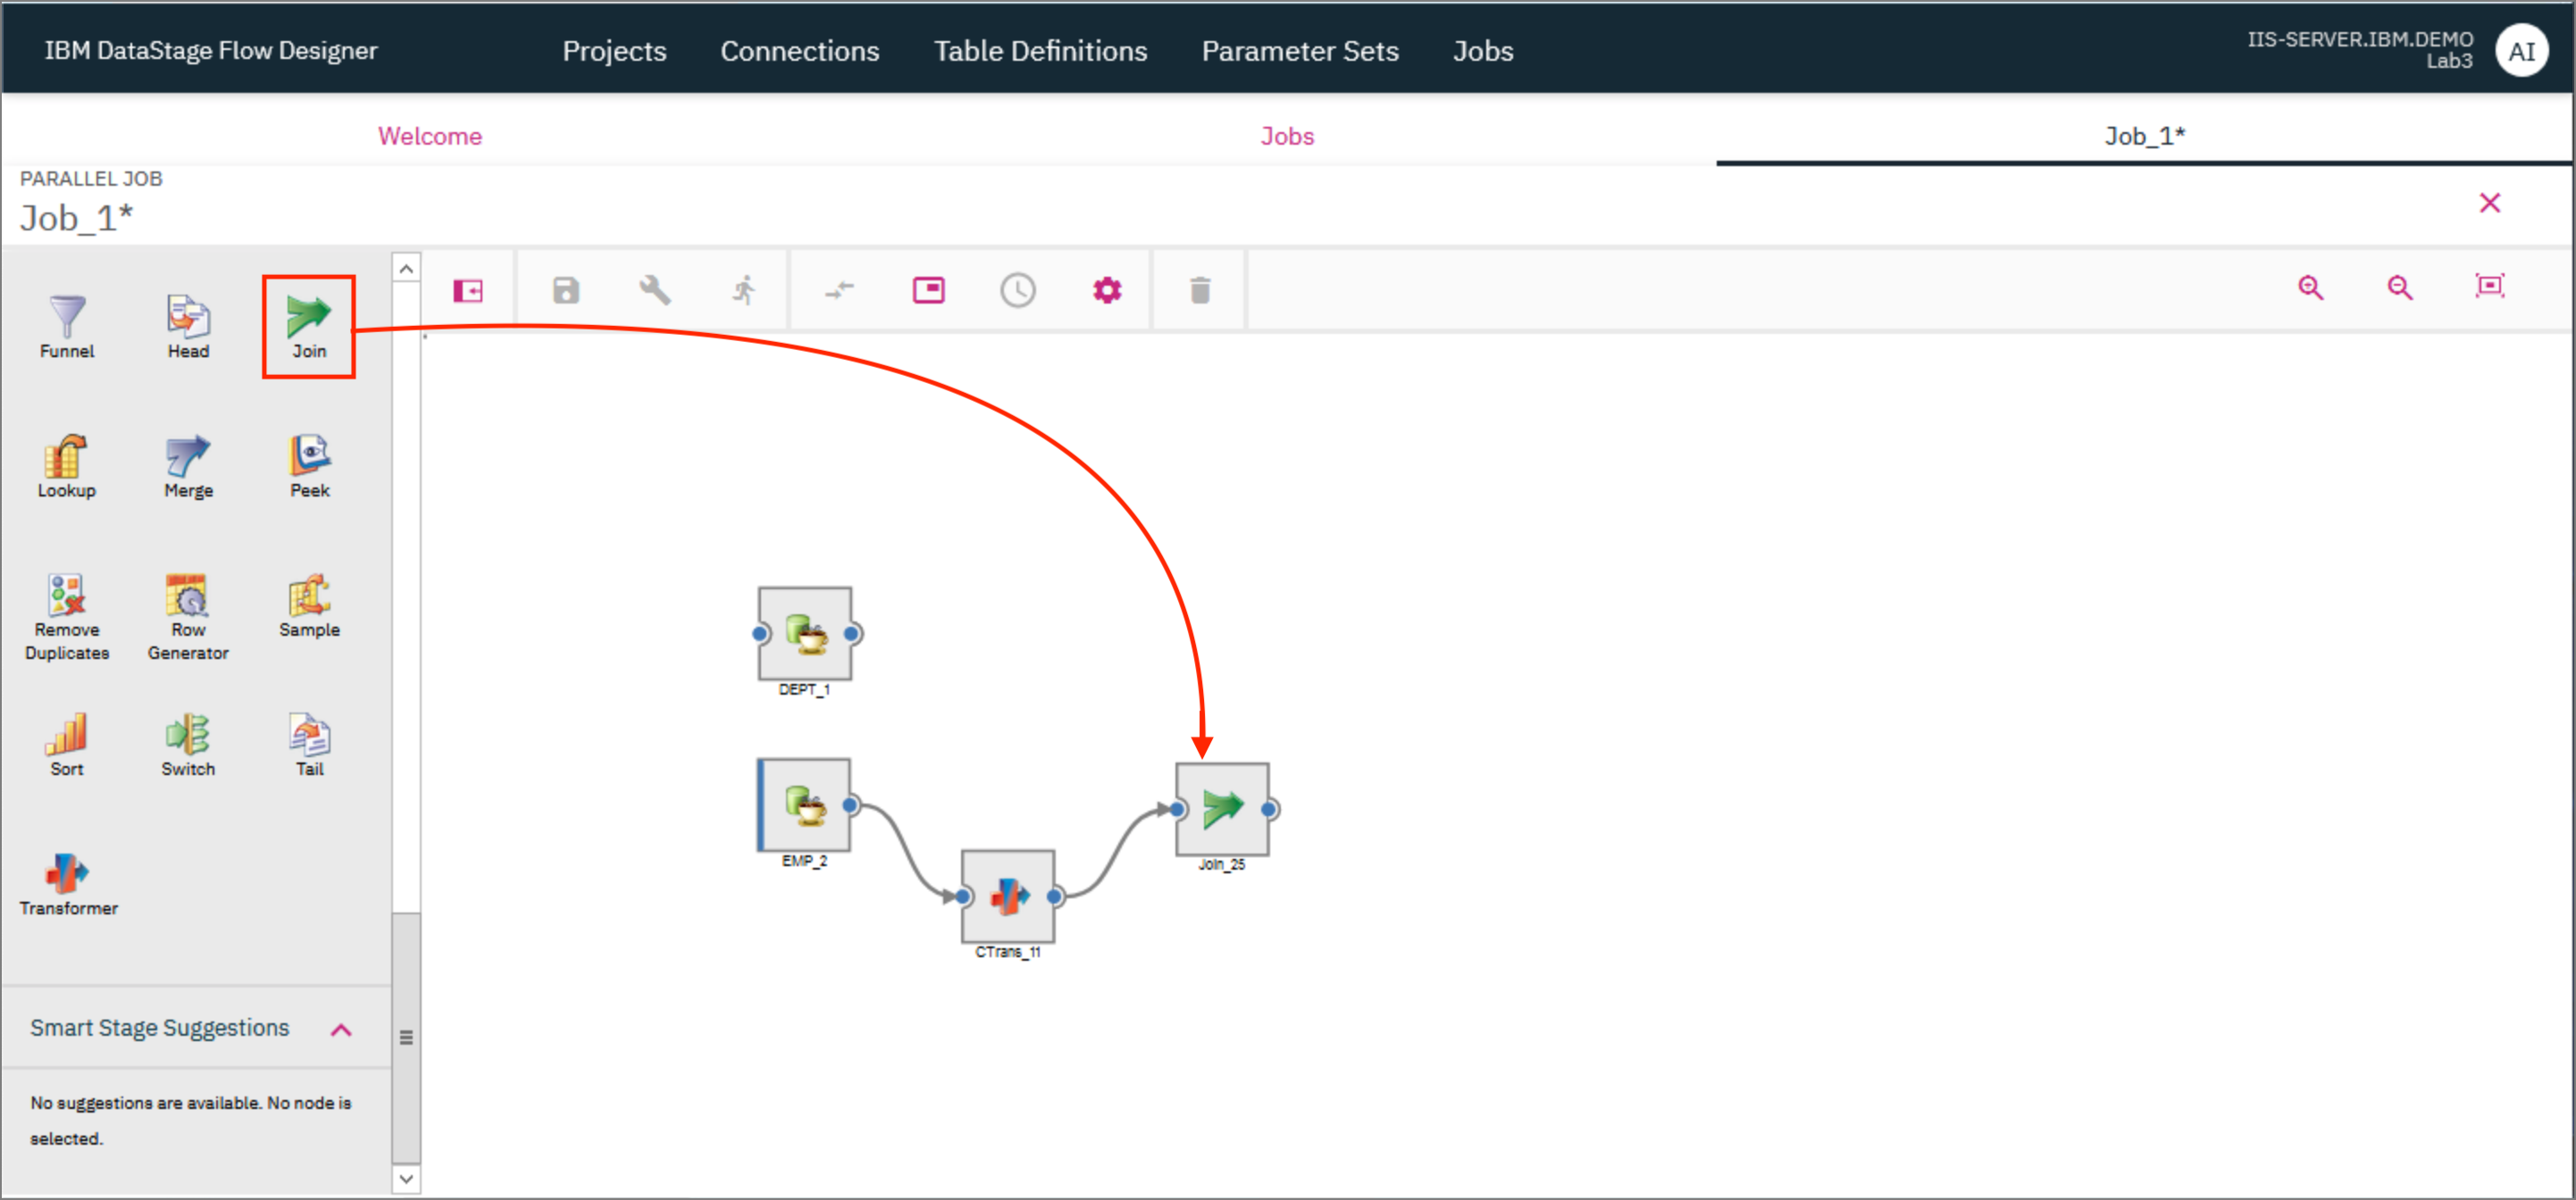 IBM DataStage Flow Designer
Projects
Connections
Table Definitions
Parameter Sets
Jobs
IIS-SERVER.IBM.DEMO
Lab3
AI
Welcome
Jobs
Job_1*
PARALLEL JOB
Job_1*
Funnel
Head
Join
Lookup
Merge
Peek
Remove
Duplicates
Row
Generator
Sample
Sort
Switch
Tail
Transformer
DEPT_1
EMP_2
CTrans_11
Join_25
Smart Stage Suggestions
No suggestions are available. No node is
selected.